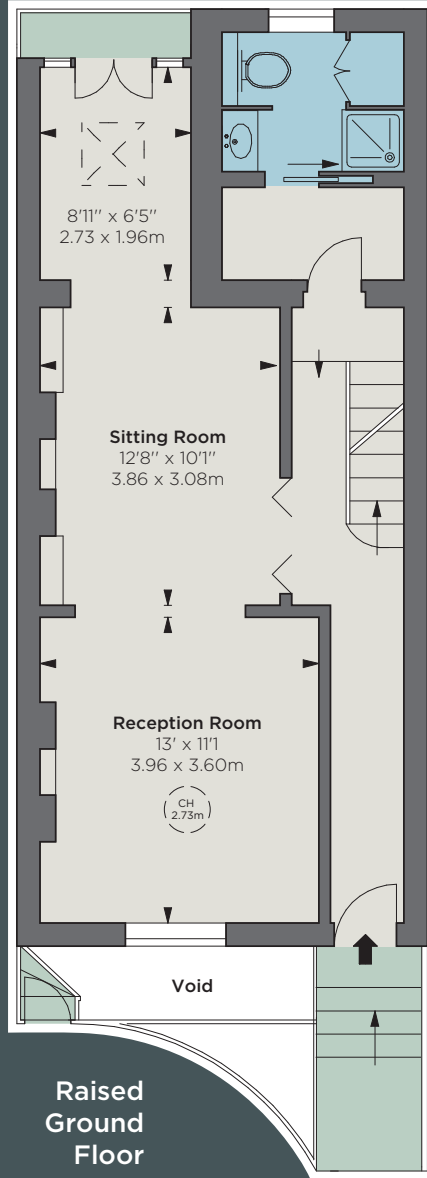 8'11" x 6'5"
2.73 x 1.96m
Sitting Room
12'8" x 10'1"
3.86 x 3.08m
Reception Room
13' x 11'1
3.96 x 3.60m
CH
2.73m
Void
Raised
Ground
Floor